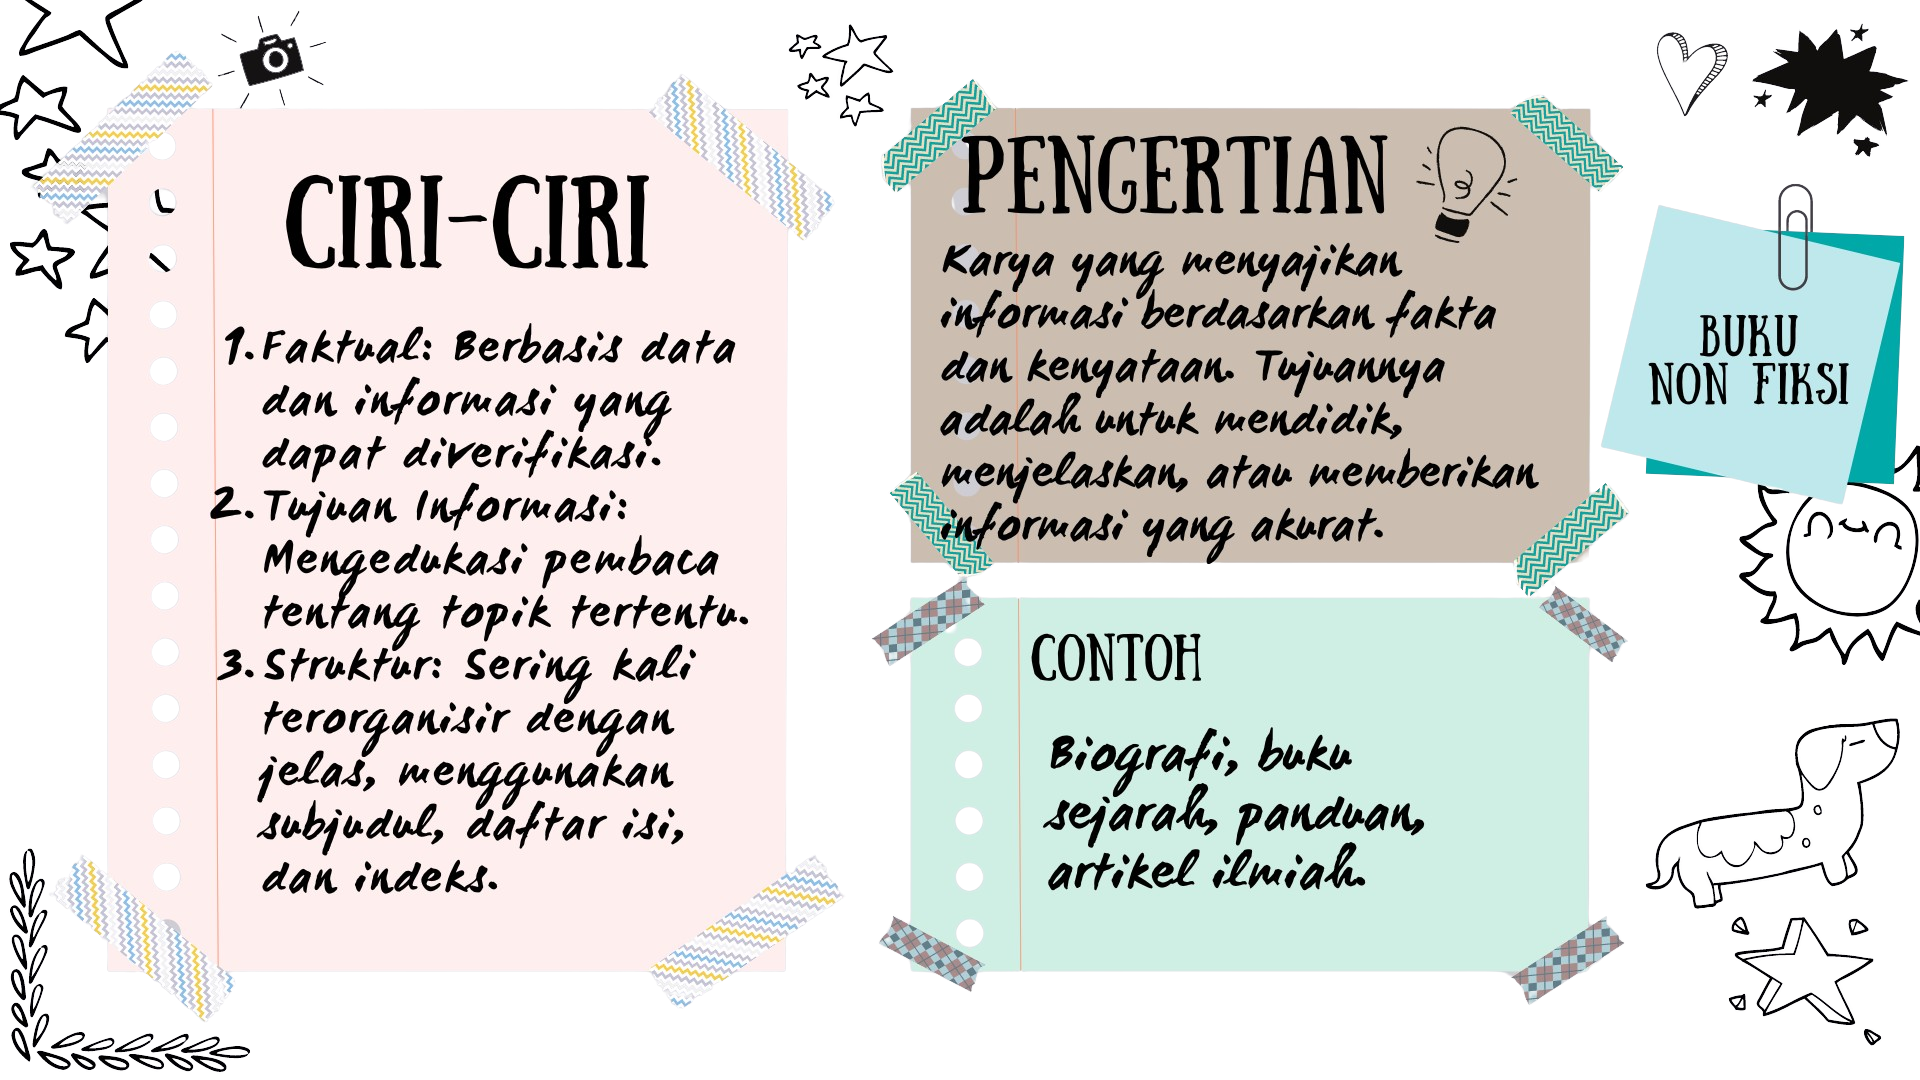 CIRI-CIRI
1. Faktual: Berbasis data
dan informasi yang
dapat diverifikasi.
2. Tujuan Informasi:
Mengedukasi pembaca
tentang topik tertentu.
3. Struktur: Sering kali
terorganisir dengan
jelas, menggunakan
subjudul, daftar isi,
dan indeks.
PENGERTIAN
Karya yang menyajikan
informasi berdasarkan fakta
dan kenyataan. Tujuannya
adalah untuk mendidik,
menjelaskan, atau memberikan
informasi yang akurat.
CONTOH
Biografi, buku
sejarah, panduan,
artikel ilmiah.
BUKU
NON FIKSI